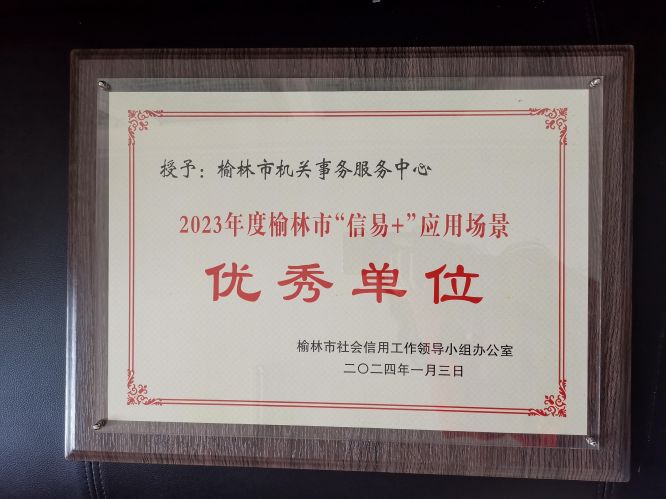 授予：榆林市机关事务服务中心
2023年度榆林市“信易+”应用场景
优秀单位
榆林市社会信用工作领导小组办公室
二〇二四年一月三日